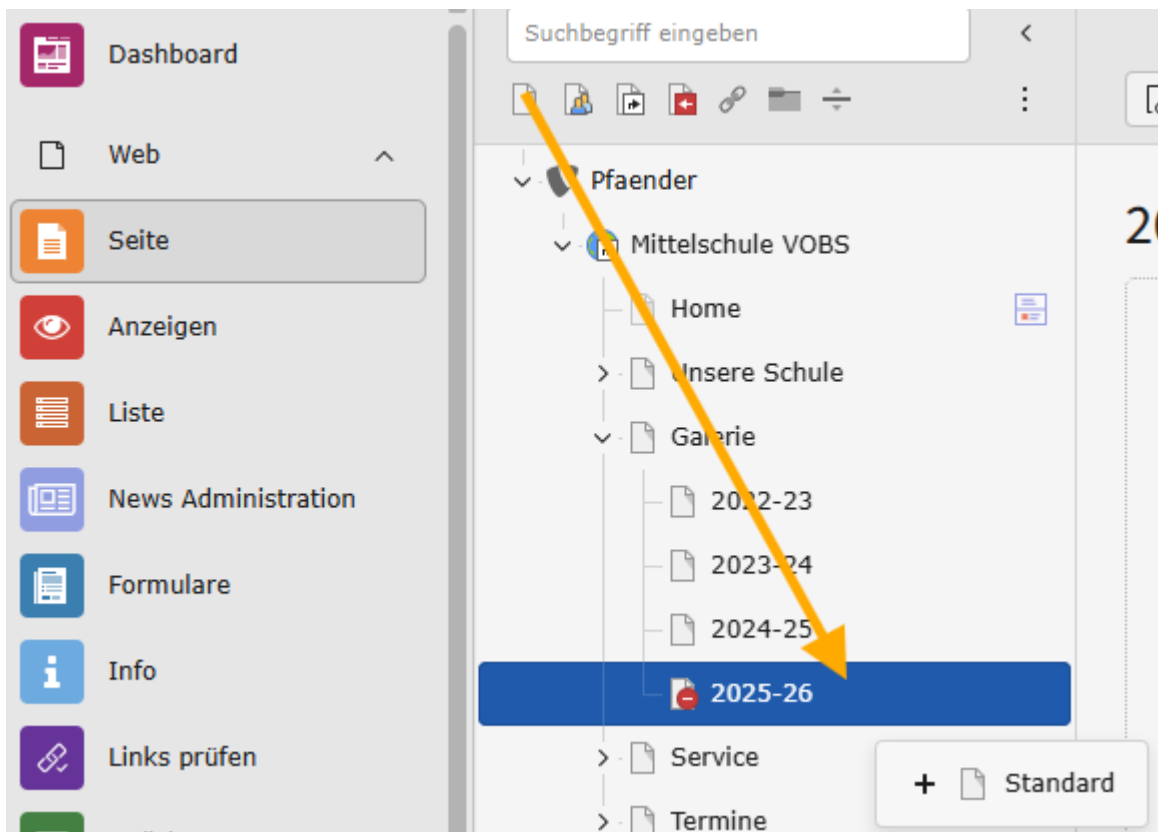 Dashboard
Web
Seite
Anzeigen
Liste
News Administration
Formulare
Info
Links prüfen
Suchbegriff eingeben
Pfaender
Mittelschule VOBS
Home
Unsere Schule
Galerie
2022-23
2023-24
2024-25
2025-26
Service
Termine
+ Standard